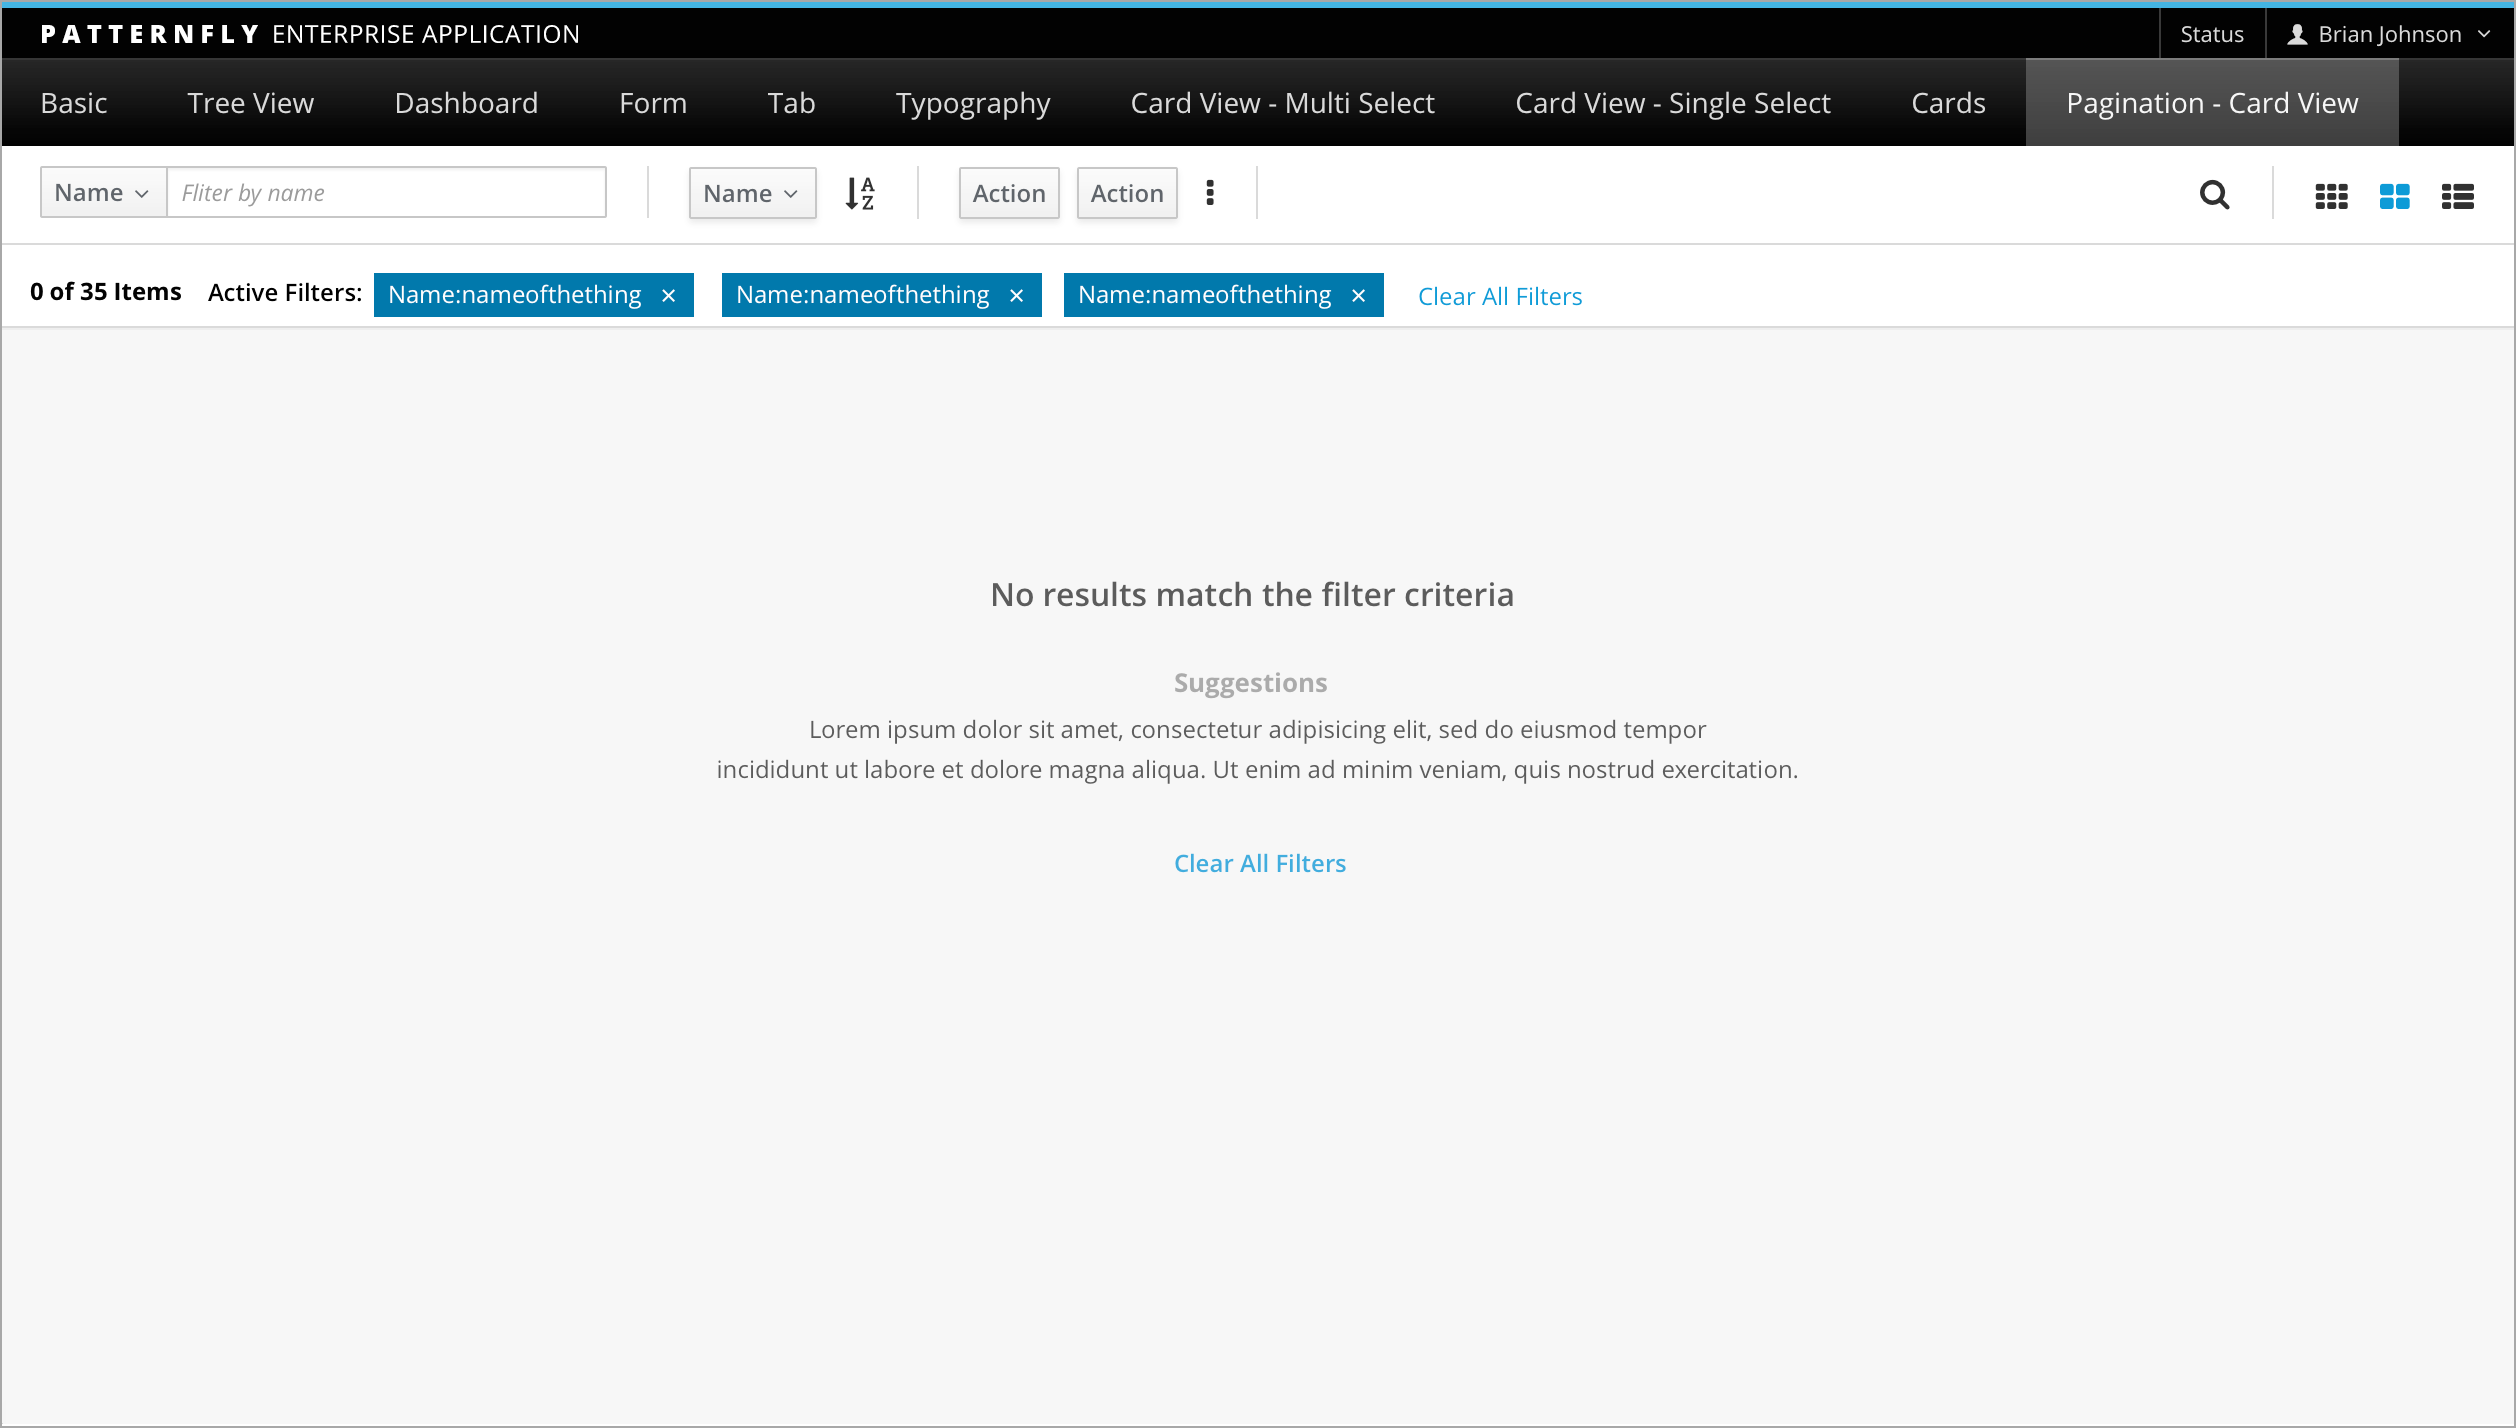 PATTERNFLY ENTERPRISE APPLICATION Status Brian Johnson
Basic Tree View Dashboard Form Tab Typography Card View - Multi Select Card View - Single Select Cards Pagination - Card View
Name Fliter by name Name A Z Action Action
0 of 35 Items Active Filters: Name:nameofthething × Name:nameofthething × Name:nameofthething × Clear All Filters
No results match the filter criteria
Suggestions
Lorem ipsum dolor sit amet, consectetur adipisicing elit, sed do eiusmod tempor
incididunt ut labore et dolore magna aliqua. Ut enim ad minim veniam, quis nostrud exercitation.
Clear All Filters